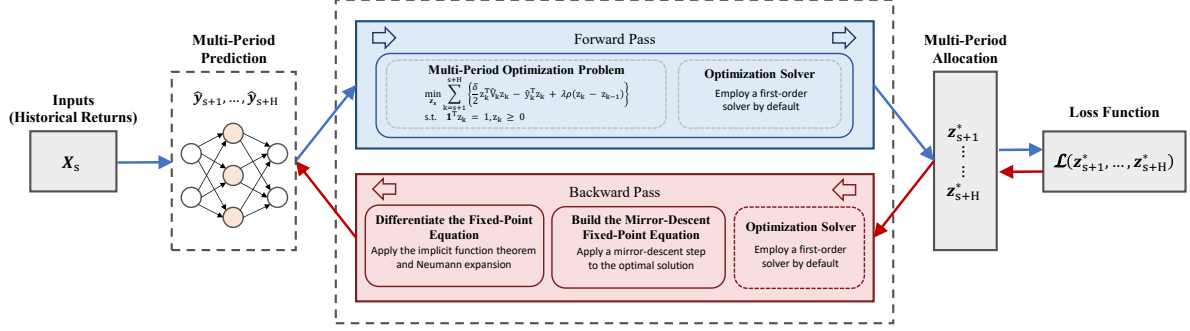 Inputs
(Historical Returns)
X_s
Multi-Period
Prediction
ŷ_{s+1}, ..., ŷ_{s+H}
Forward Pass
Multi-Period Optimization Problem
min_{z_s} ∑_{k=s+1}^{s+H} {δ/2 z_k^T V̂_k z_k − ŷ_k^T z_k + λρ(z_k − z_{k−1})}
s.t. 1^T z_k = 1, z_k ≥ 0
Optimization Solver
Employ a first-order
solver by default
Backward Pass
Differentiate the Fixed-Point
Equation
Apply the implicit function theorem
and Neumann expansion
Build the Mirror-Descent
Fixed-Point Equation
Apply a mirror-descent step
to the optimal solution
Optimization Solver
Employ a first-order
solver by default
Multi-Period
Allocation
z*_{s+1}
⋮
⋮
z*_{s+H}
Loss Function
ℒ(z*_{s+1}, ..., z*_{s+H})